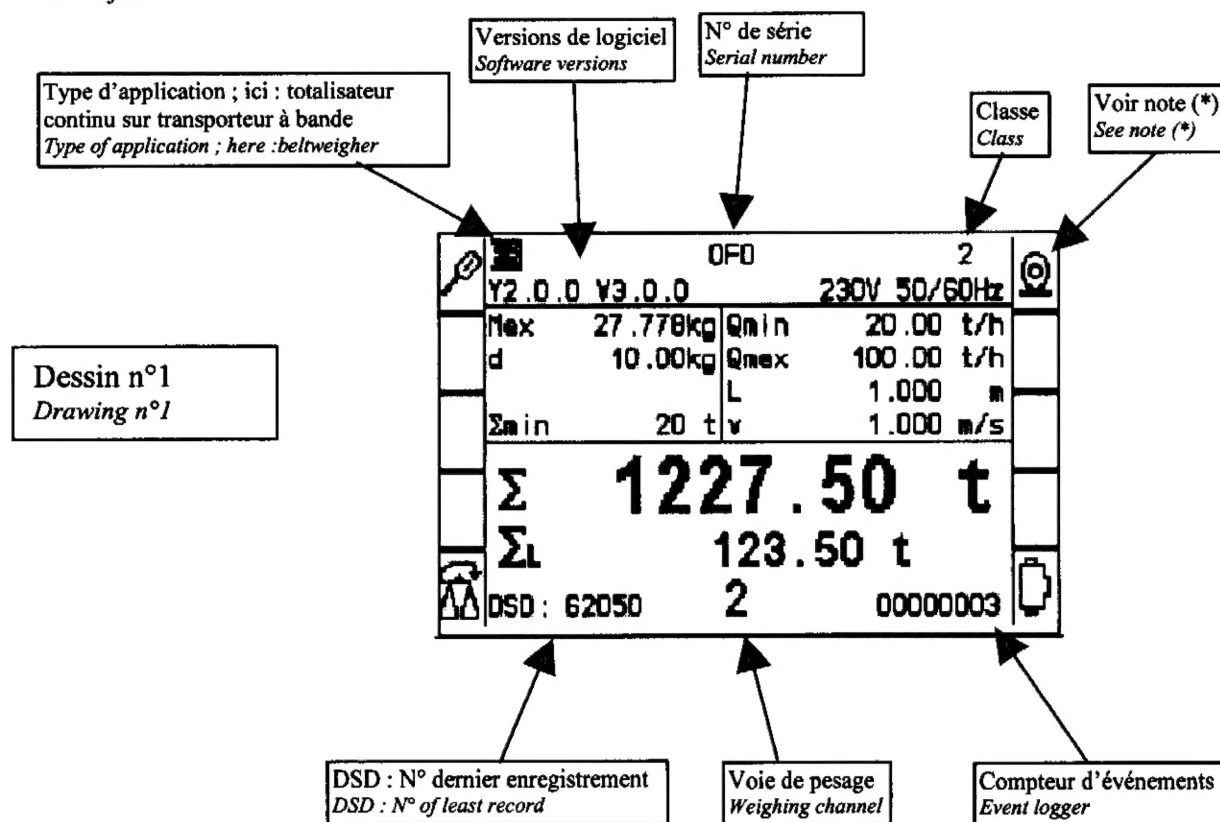 Versions de logiciel
Software versions
N° de série
Serial number
Type d'application ; ici : totalisateur
continu sur transporteur à bande
Type of application ; here :beltweigher
Classe
Class
Voir note (*)
See note (*)
0F0 2
Y2.0.0 V3.0.0 230V 50/60Hz
Max 27.778kg Qmin 20.00 t/h
d 10.00kg Qmax 100.00 t/h
L 1.000 m
Σmin 20 t v 1.000 m/s
Dessin n°1
Drawing n°1
Σ 1227.50 t
ΣL 123.50 t
DSD: 62050 2 00000003
DSD : N° dernier enregistrement
DSD : N° of least record
Voie de pesage
Weighing channel
Compteur d'événements
Event logger